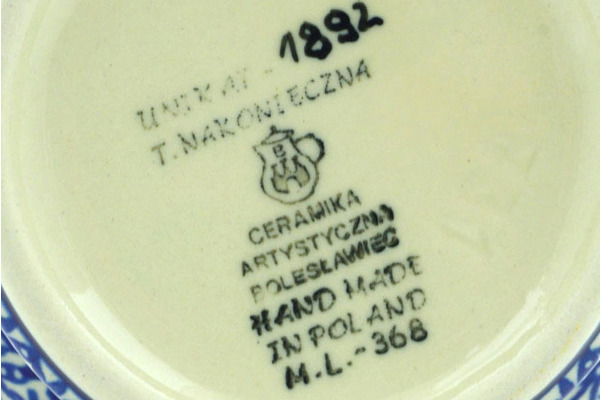 UNIKAT - 1892
T. NAKONIECZNA
B
CERAMIKA
ARTYSTYCZNA
BOLESŁAWIEC
HAND MADE
IN POLAND
M.L.-368